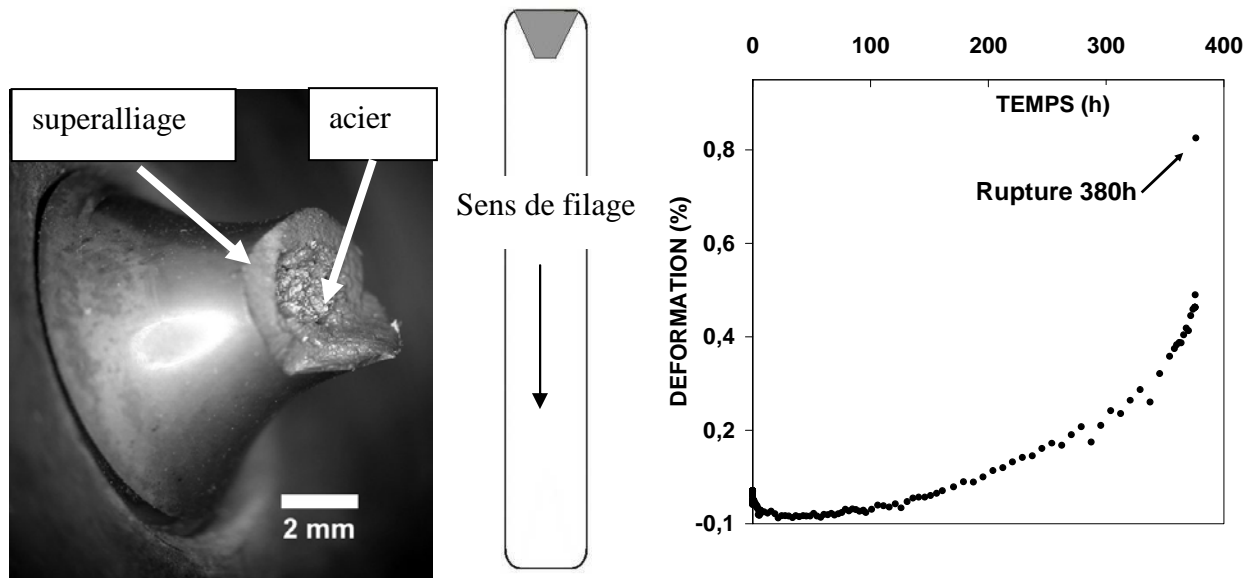 superalliage
acier
2 mm
Sens de filage
0 100 200 300 400
TEMPS (h)
0,8
Rupture 380h
0,6
0,4
0,2
-0,1
DEFORMATION (%)